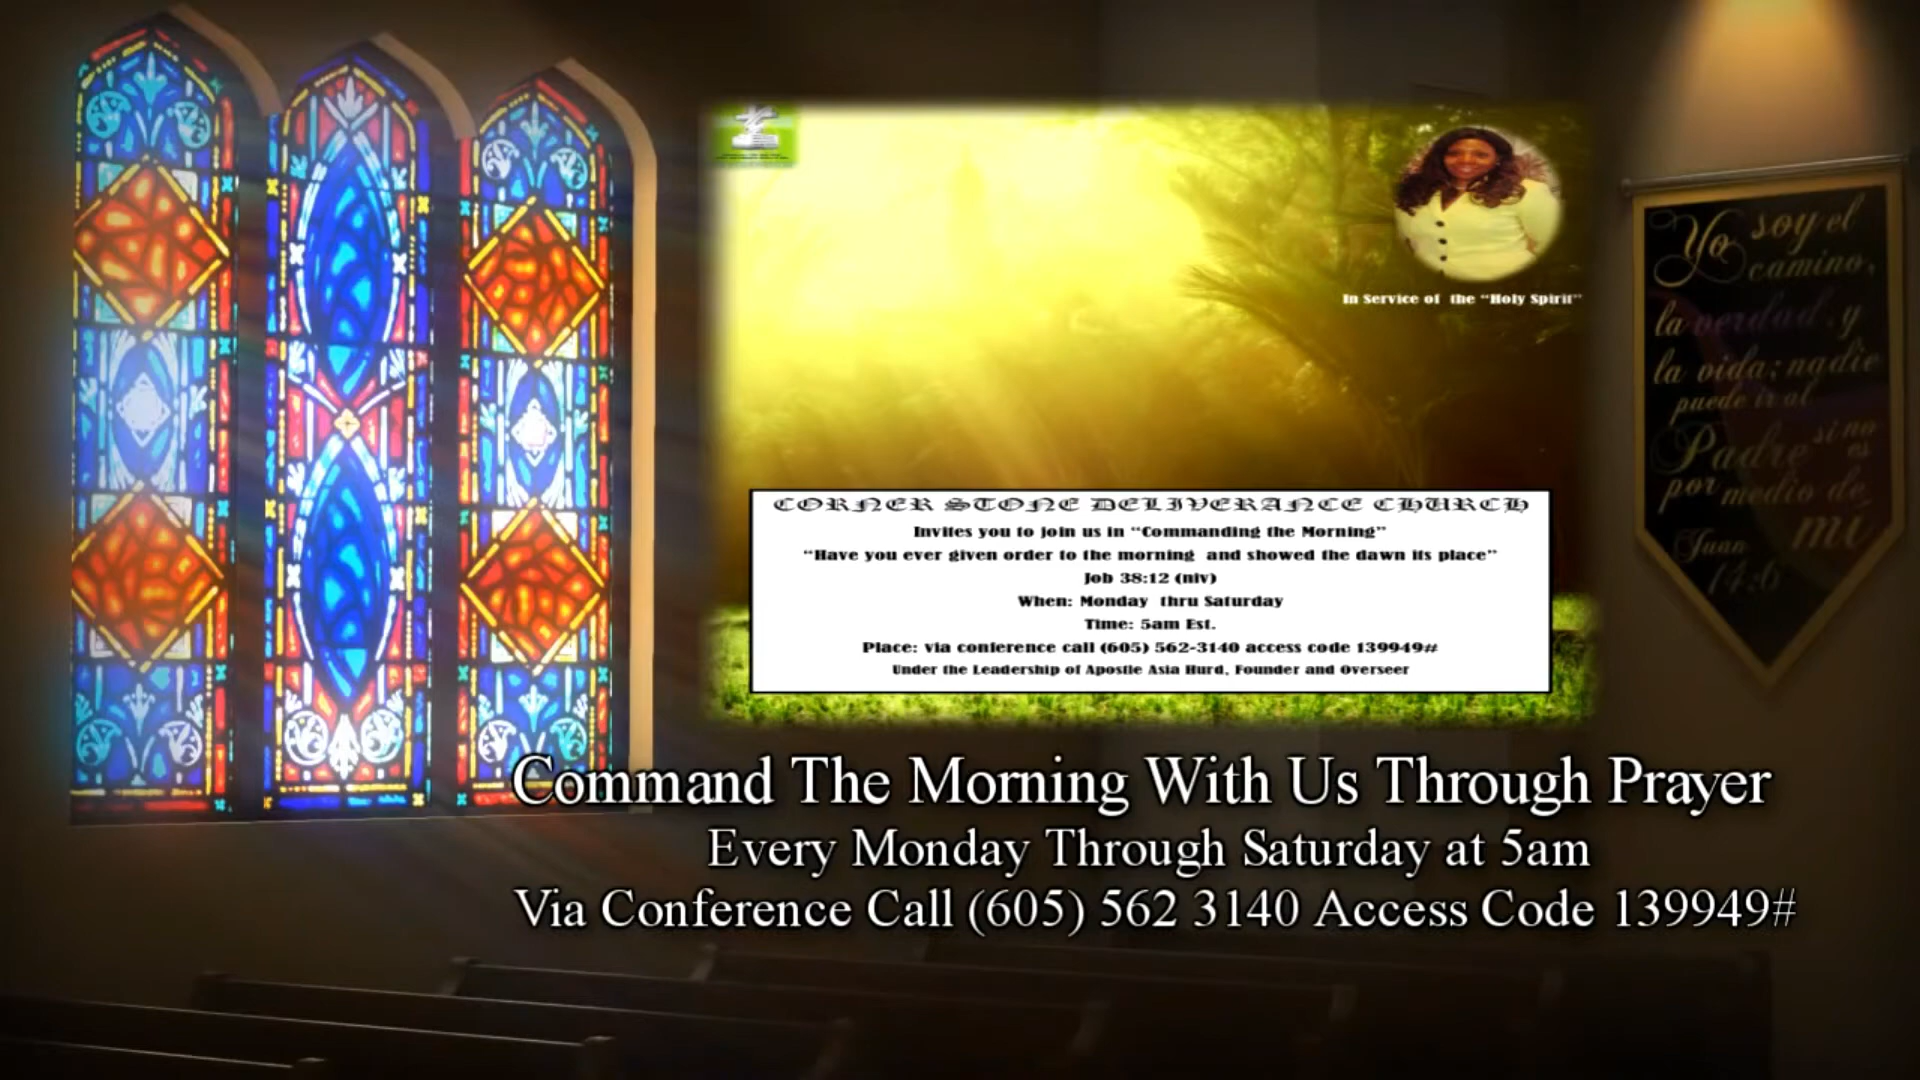 In Service of the "Holy Spirit"
CORNER STONE DELIVERANCE CHURCH
Invites you to join us in "Commanding the Morning"
"Have you ever given order to the morning and showed the dawn its place"
Job 38:12 (niv)
When: Monday thru Saturday
Time: 5am Est.
Place: via conference call (605) 562-3140 access code 139949#
Under the Leadership of Apostle Asia Hurd, Founder and Overseer
Command The Morning With Us Through Prayer
Every Monday Through Saturday at 5am
Via Conference Call (605) 562 3140 Access Code 139949#
Yo soy el
camino,
la verdad, y
la vida; nadie
puede ir al
Padre si no
es
por medio de
mí
Juan
14:6